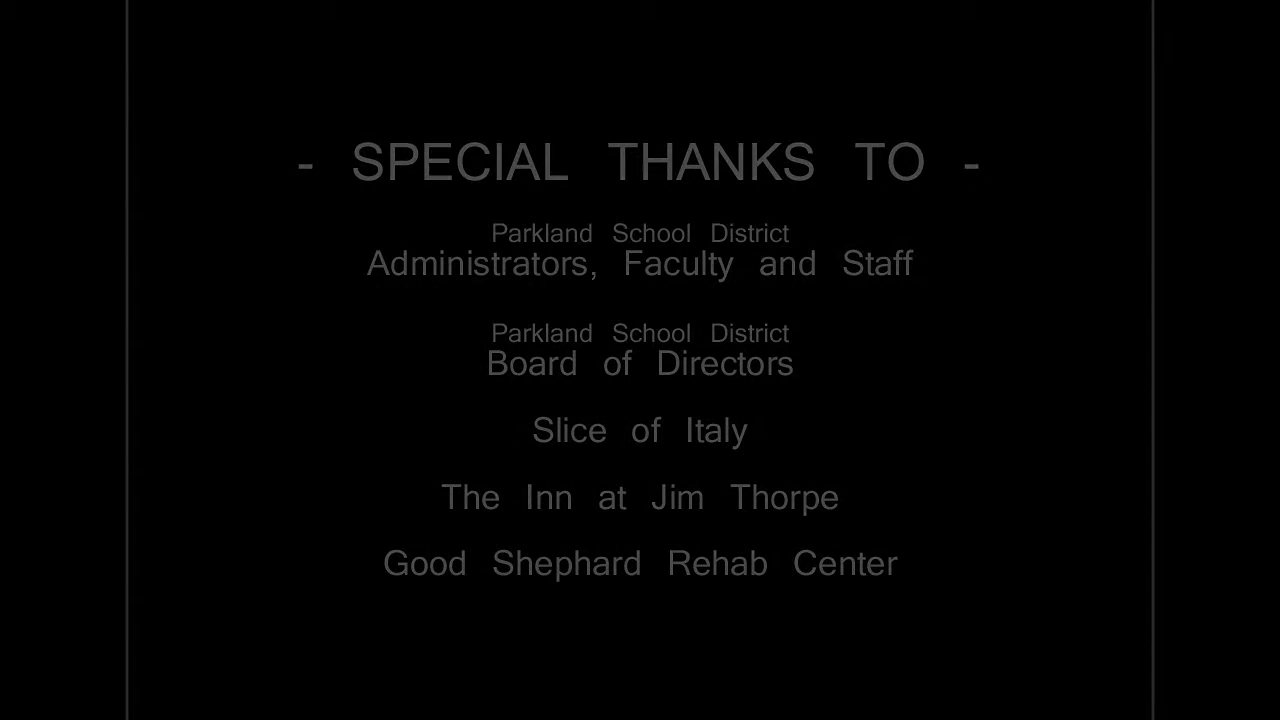 - SPECIAL THANKS TO -
Parkland School District
Administrators, Faculty and Staff
Parkland School District
Board of Directors
Slice of Italy
The Inn at Jim Thorpe
Good Shephard Rehab Center